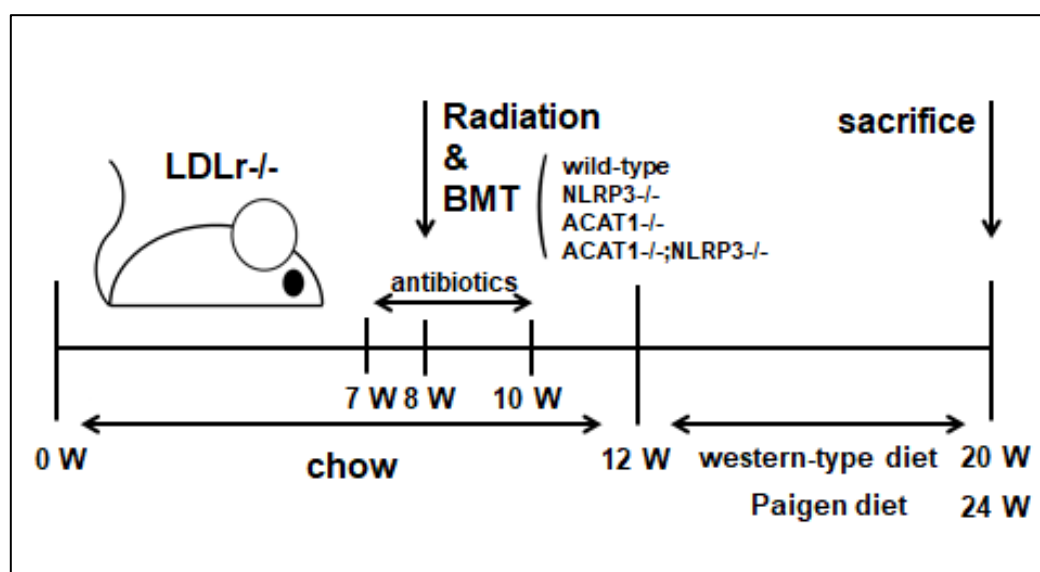 LDLr-/-
Radiation
&
BMT
wild-type
NLRP3-/-
ACAT1-/-
ACAT1-/-;NLRP3-/-
sacrifice
antibiotics
7 W 8 W 10 W
0 W chow 12 W western-type diet 20 W
Paigen diet 24 W